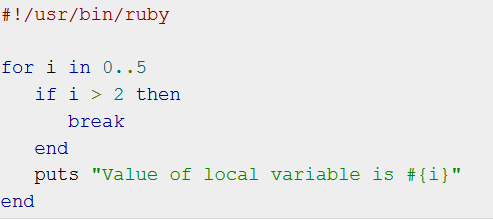 #!/usr/bin/ruby

for i in 0..5
   if i > 2 then
      break
   end
   puts "Value of local variable is #{i}"
end